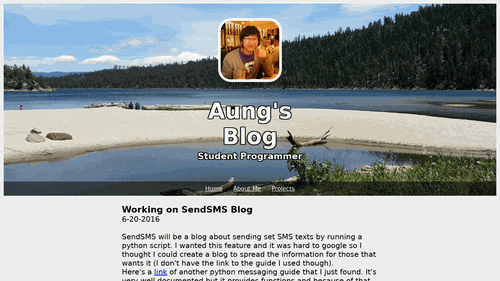 Aung's
Blog
Student Programmer
Home About Me Projects
Working on SendSMS Blog
6-20-2016
SendSMS will be a blog about sending set SMS texts by running a
python script. I wanted this feature and it was hard to google so I
thought I could create a blog to spread the information for those that
wants it (I don't have the link to the guide I used though).
Here's a link of another python messaging guide that I just found. It's
very well documented but it provides functions and because of that